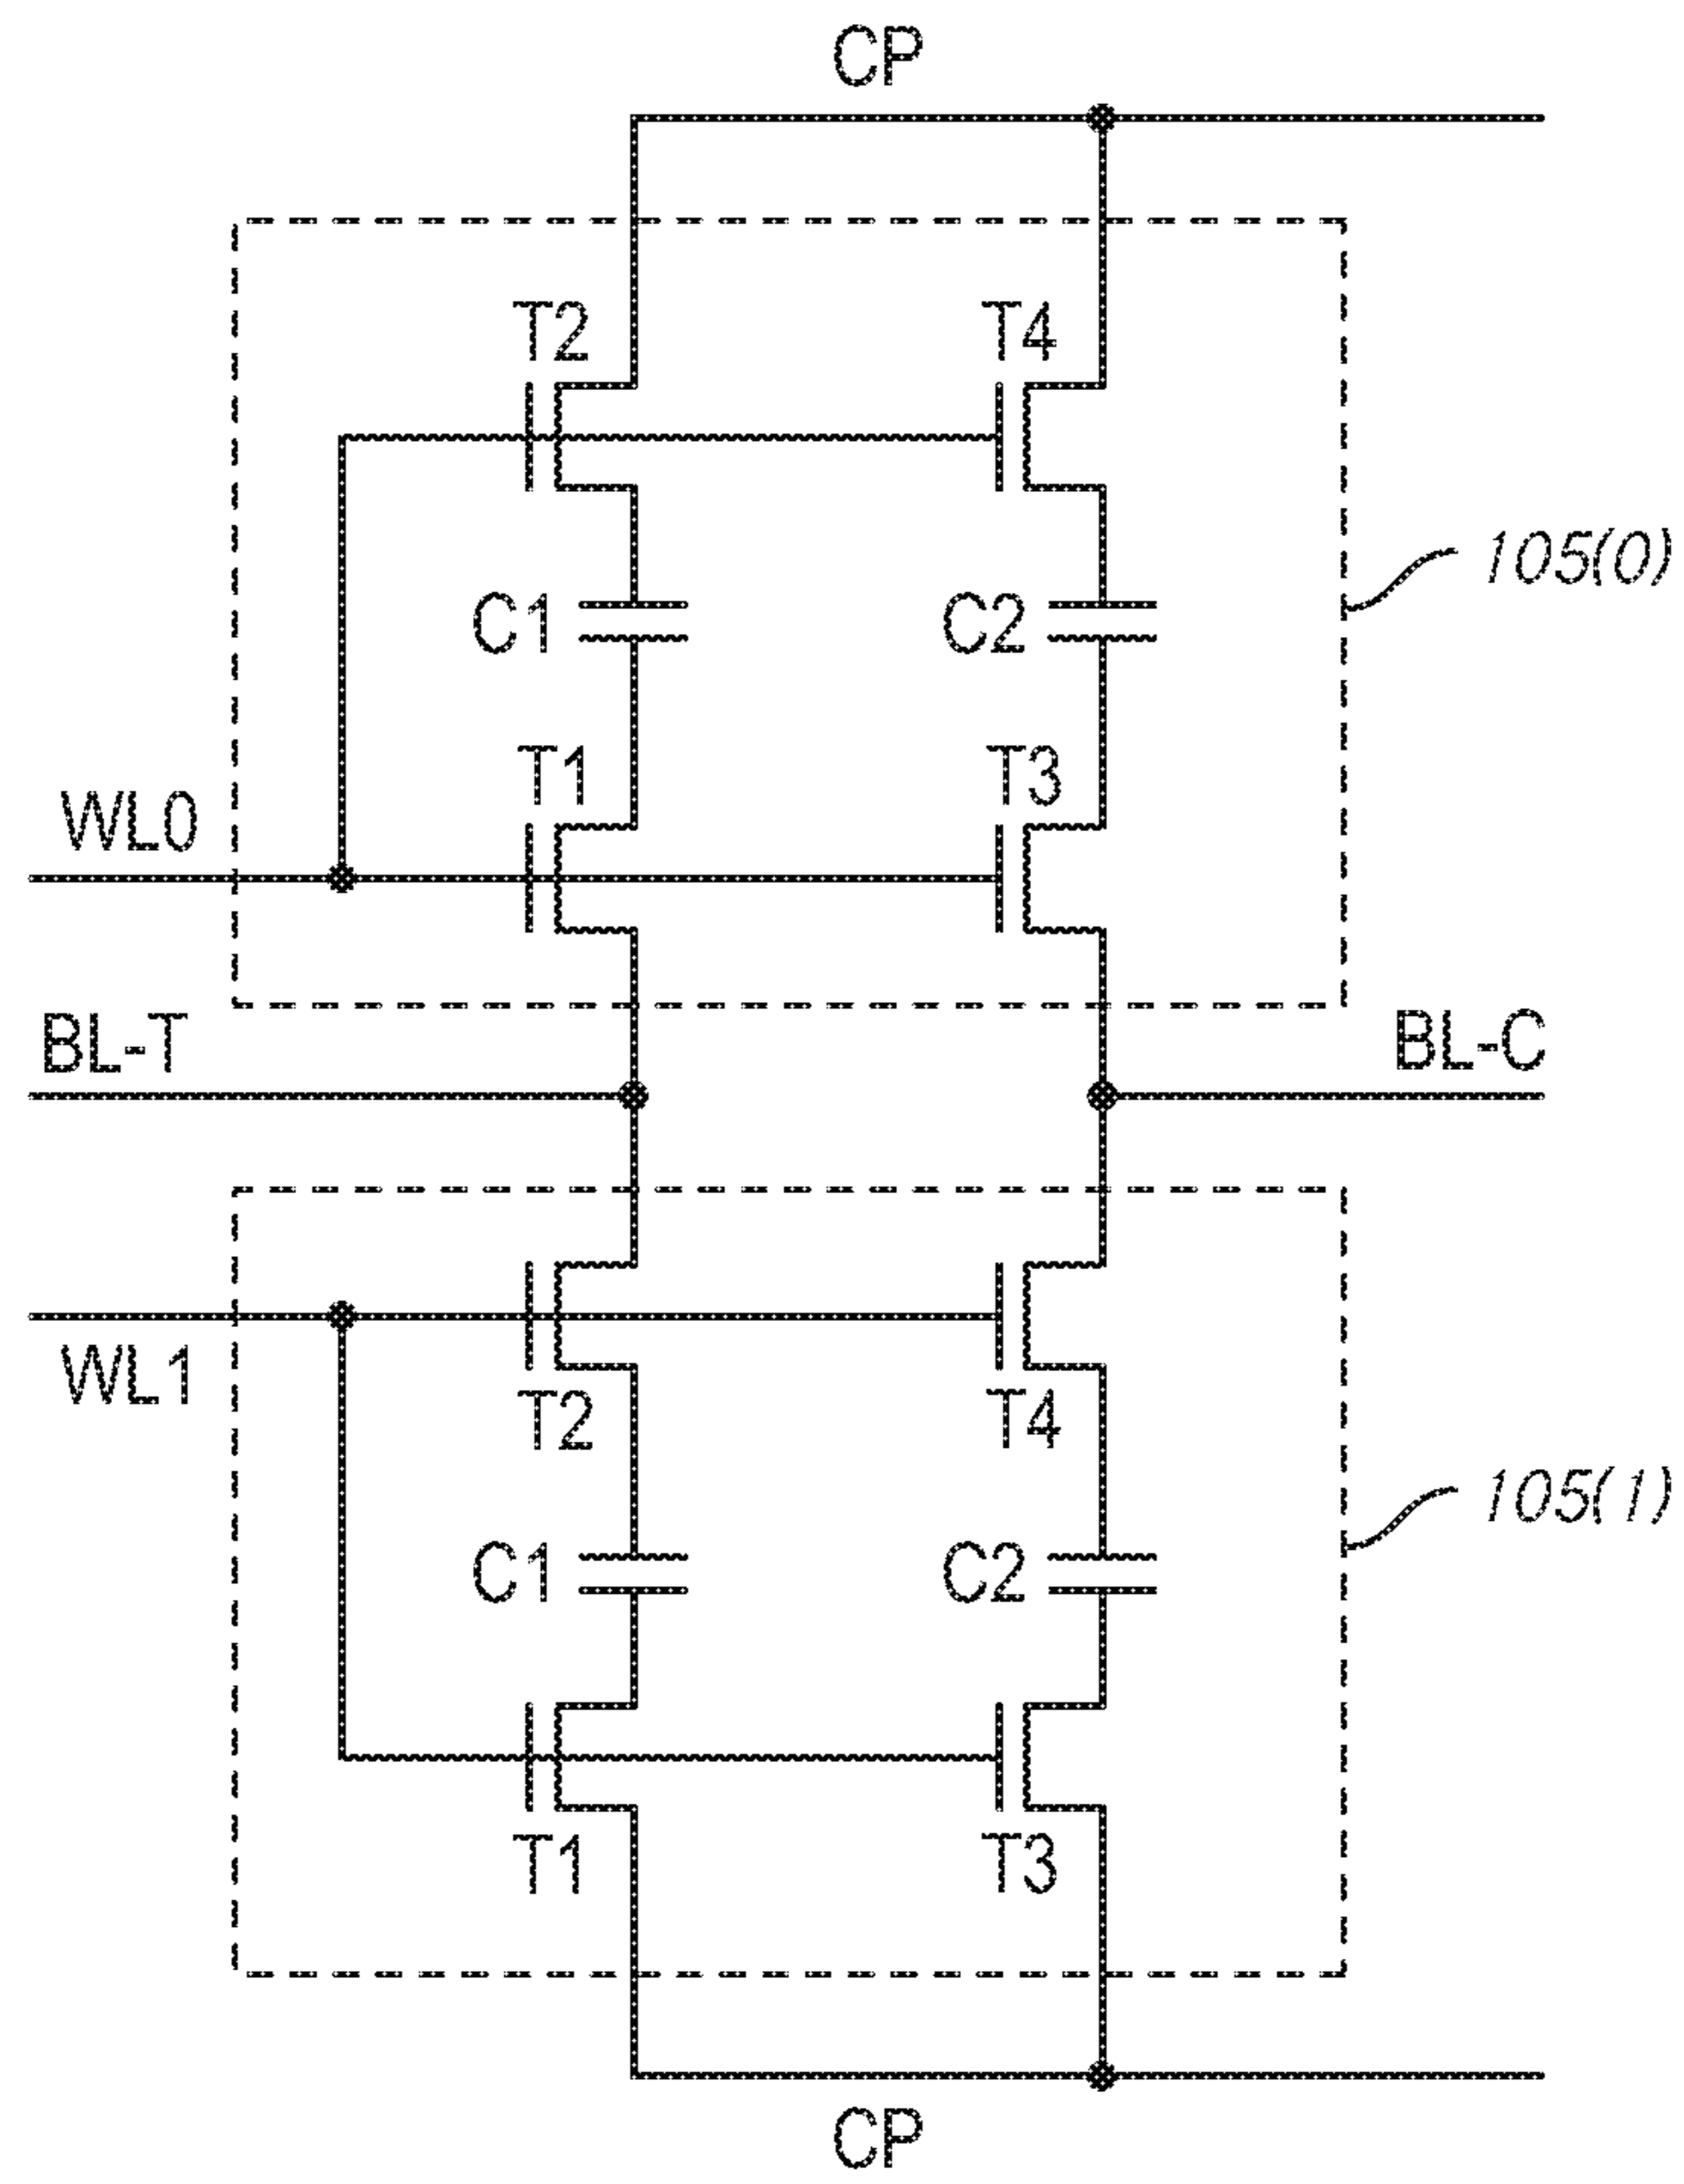 CP
T2 T4
105(0)
C1 C2
T1 T3
WL0
BL-T BL-C
WL1
T2 T4
105(1)
C1 C2
T1 T3
CP